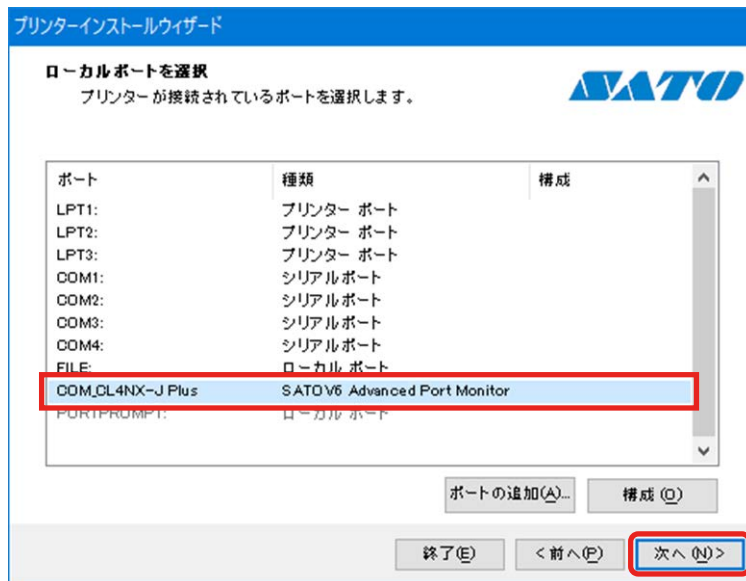 プリンターインストールウィザード
ローカルポートを選択
プリンターが接続されているポートを選択します。
SATO
ポート 種類 構成
LPT1: プリンター ポート
LPT2: プリンター ポート
LPT3: プリンター ポート
COM1: シリアルポート
COM2: シリアルポート
COM3: シリアルポート
COM4: シリアルポート
FILE: ローカル ポート
COM_CL4NX-J Plus SATOV6 Advanced Port Monitor
PORTPROMPT: ローカル ポート
ポートの追加(A)... 構成 (O)
終了(E) <前へ(P) 次へ (N)>